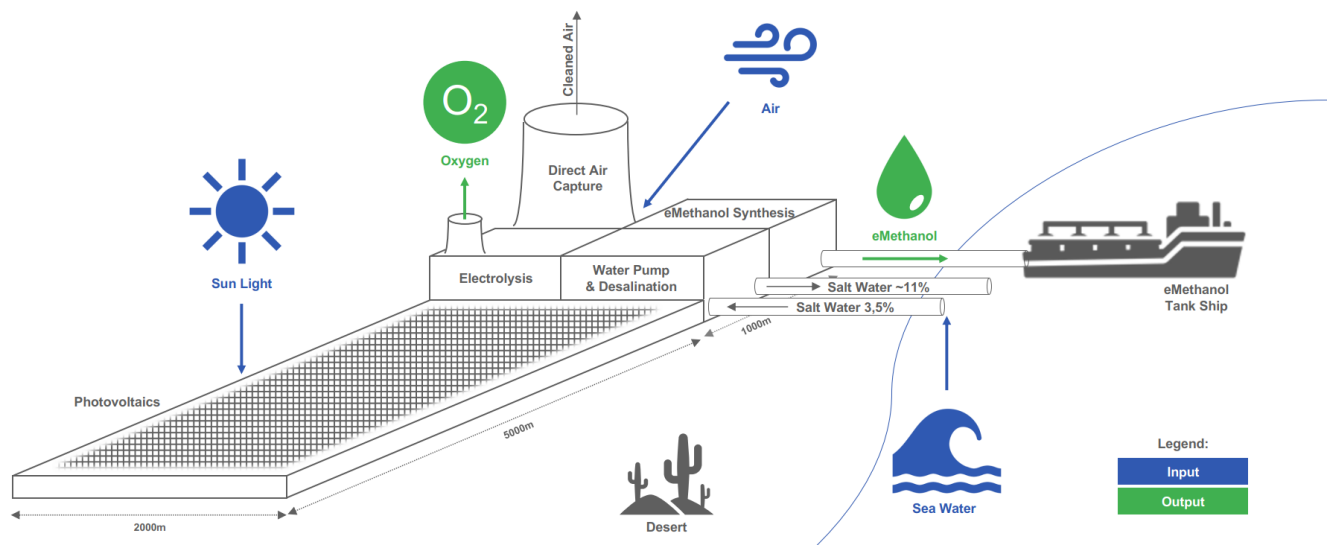 Cleaned Air
O2
Oxygen
Air
Direct Air
Capture
eMethanol Synthesis
eMethanol
Sun Light
Electrolysis
Water Pump
& Desalination
Salt Water ~11%
Salt Water 3,5%
eMethanol
Tank Ship
1000m
Photovoltaics
5000m
2000m
Desert
Sea Water
Legend:
Input
Output